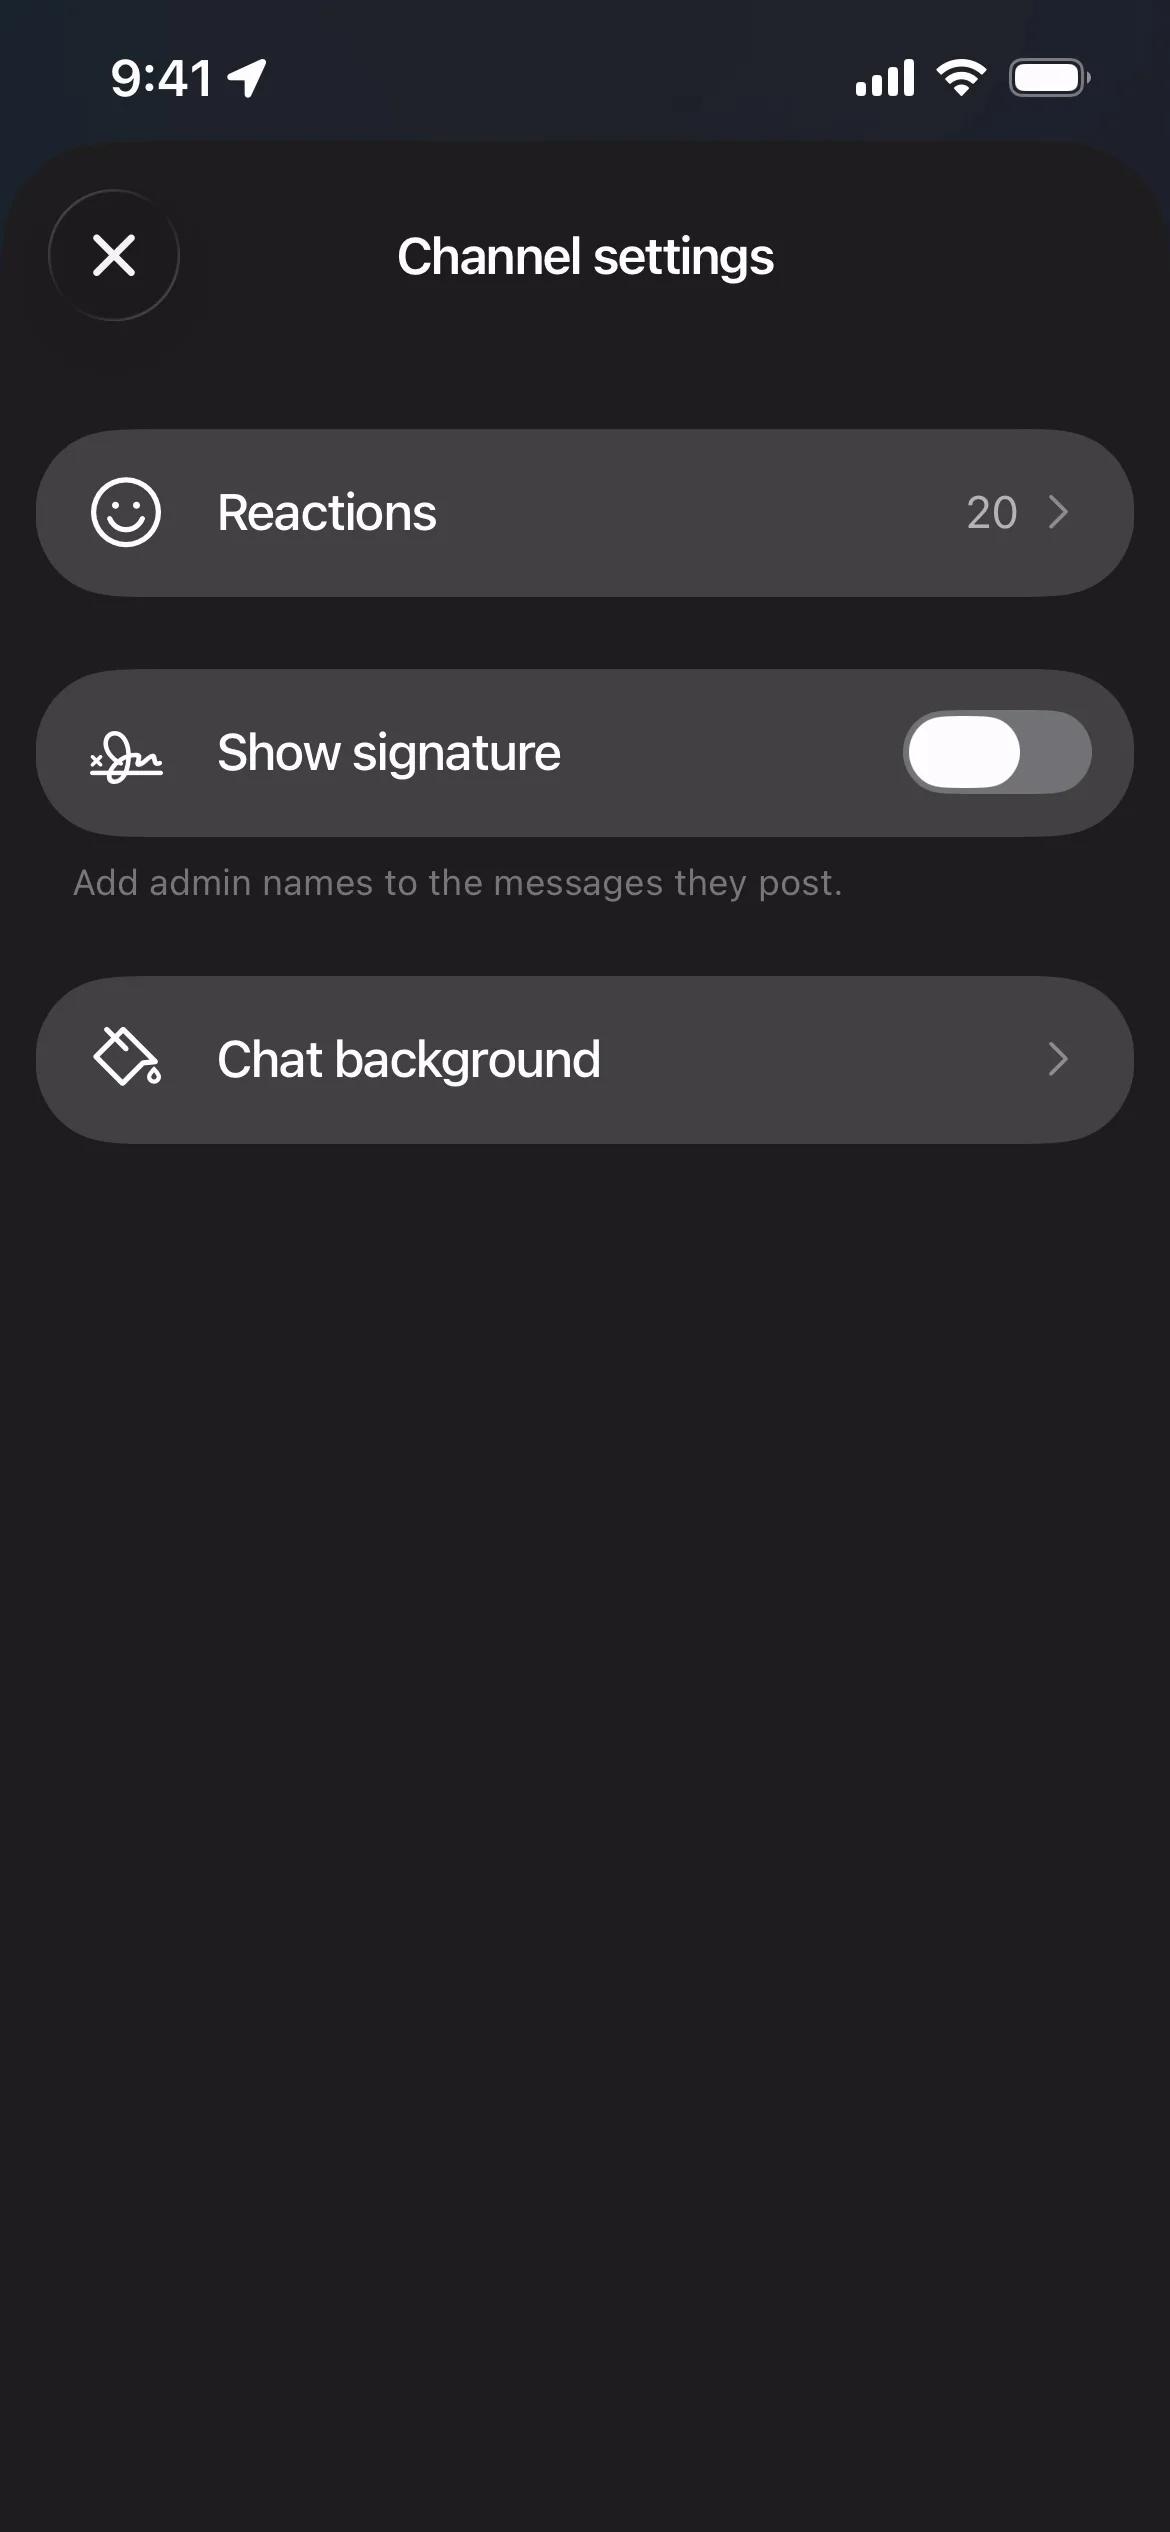 9:41
Channel settings
Reactions
20
Show signature
Add admin names to the messages they post.
Chat background